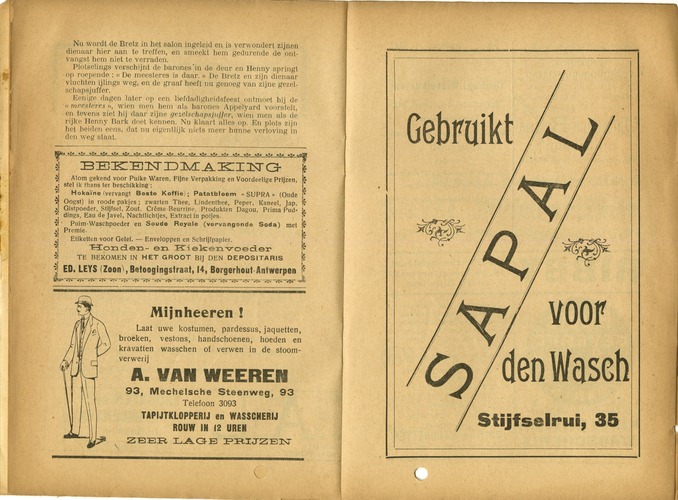 Nu wordt de Bretz in het salon ingeleid en is verwonderd zijnen
dienaar hier aan te treffen, en smeekt hem gedurende de ont-
vangst hem niet te verraden.
Plotselings verschijnt de barones in de deur en Henny springt
op roepende : « De meesteres is daar. » De Bretz en zijn dienaar
vluchten ijlings weg, en de graaf heeft nu genoeg van zijne gezel-
schapsjuffer.
Eenige dagen later op een liefdadigheidsfeest ontmoet hij de
« meesteres », wien men hem als barones Appelyard voorstelt,
en tevens ziet hij daar zijne gezelschapsjuffer, wien men als de
rijke Henny Bark doet kennen. Nu klaart alles op. En plots zijn
het beiden eens, dat nu eigentlijk niets meer hunne verloving in
den weg staat.
BEKENDMAKING
Alom gekend voor Puike Waren, Fijne Verpakking en Voordeelige Prijzen,
stel ik thans ter beschikking :
Hokaïne (vervangt Beste Koffie) ; Patatbloem « SUPRA » (Oude
Oogst) in roode pakjes ; zwarten Thee, Lindenthee, Peper, Kaneel, Jap.
Gistpoeder, Stijfsel, Zout. Crême Beurrine. Produkten Dagou, Prima Pud-
dings, Eau de Javel, Nachtlichtjes, Extract in potjes.
Puim-Waschpoeder en Soude Royale (vervangende Soda) met
Premie.
Etiketten voor Gelei. — Enveloppen en Schrijfpapier.
Honden- en Kiekenvoeder
TE BEKOMEN IN HET GROOT BIJ DEN DEPOSITARIS
ED. LEYS (Zoon), Betoogingstraat, 14, Borgerhout-Antwerpen
Mijnheeren !
Laat uwe kostumen, pardessus, jaquetten,
broeken, vestons, handschoenen, hoeden en
kravatten wasschen of verwen in de stoom-
ververij
A. VAN WEEREN
93, Mechelsche Steenweg, 93
Telefoon 3093
TAPIJTKLOPPERIJ en WASSCHERIJ
ROUW IN 12 UREN
ZEER LAGE PRIJZEN
Gebruikt
SAPAL
voor
den Wasch
Stijfselrui, 35